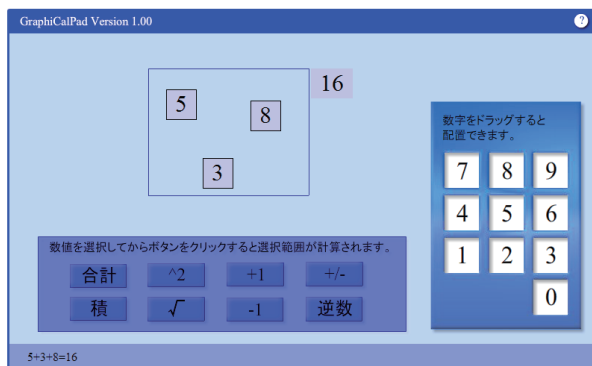 GraphiCalPad Version 1.00
?
16
5
8
3
数字をドラッグすると
配置できます。
7 8 9
4 5 6
1 2 3
0
数値を選択してからボタンをクリックすると選択範囲が計算されます。
合計 ^2 +1 +/-
積 √ -1 逆数
5+3+8=16